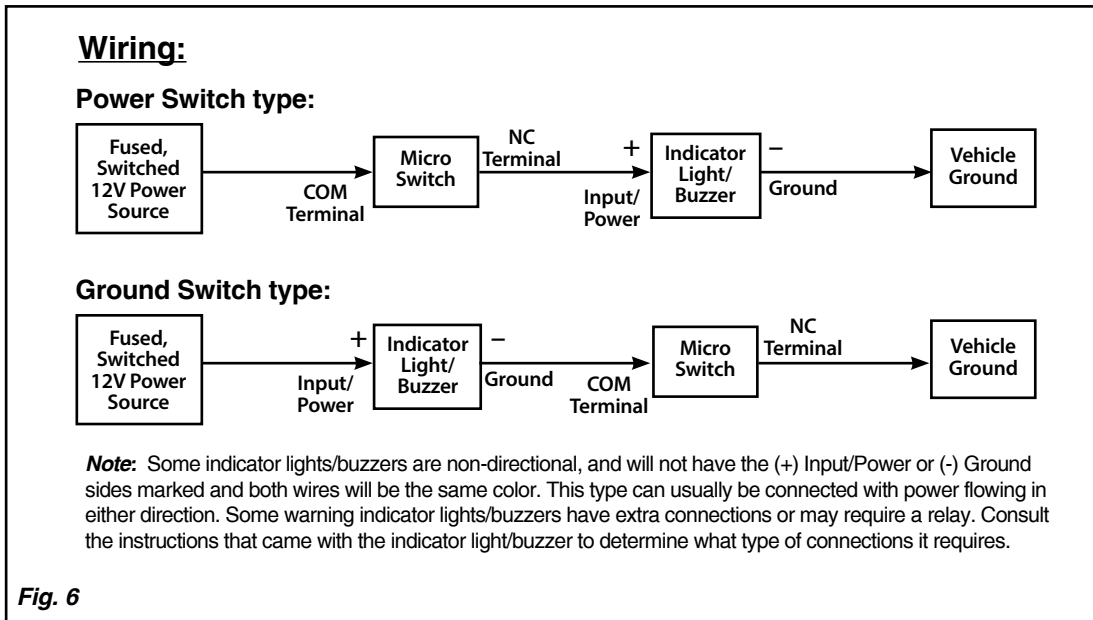 Wiring:
Power Switch type:
Fused,
Switched
12V Power
Source
COM
Terminal
Micro
Switch
NC
Terminal
+
Input/
Power
Indicator
Light/
Buzzer
–
Ground
Vehicle
Ground
Ground Switch type:
Fused,
Switched
12V Power
Source
+
Input/
Power
Indicator
Light/
Buzzer
–
Ground
COM
Terminal
Micro
Switch
NC
Terminal
Vehicle
Ground
Note: Some indicator lights/buzzers are non-directional, and will not have the (+) Input/Power or (-) Ground
sides marked and both wires will be the same color. This type can usually be connected with power flowing in
either direction. Some warning indicator lights/buzzers have extra connections or may require a relay. Consult
the instructions that came with the indicator light/buzzer to determine what type of connections it requires.
Fig. 6